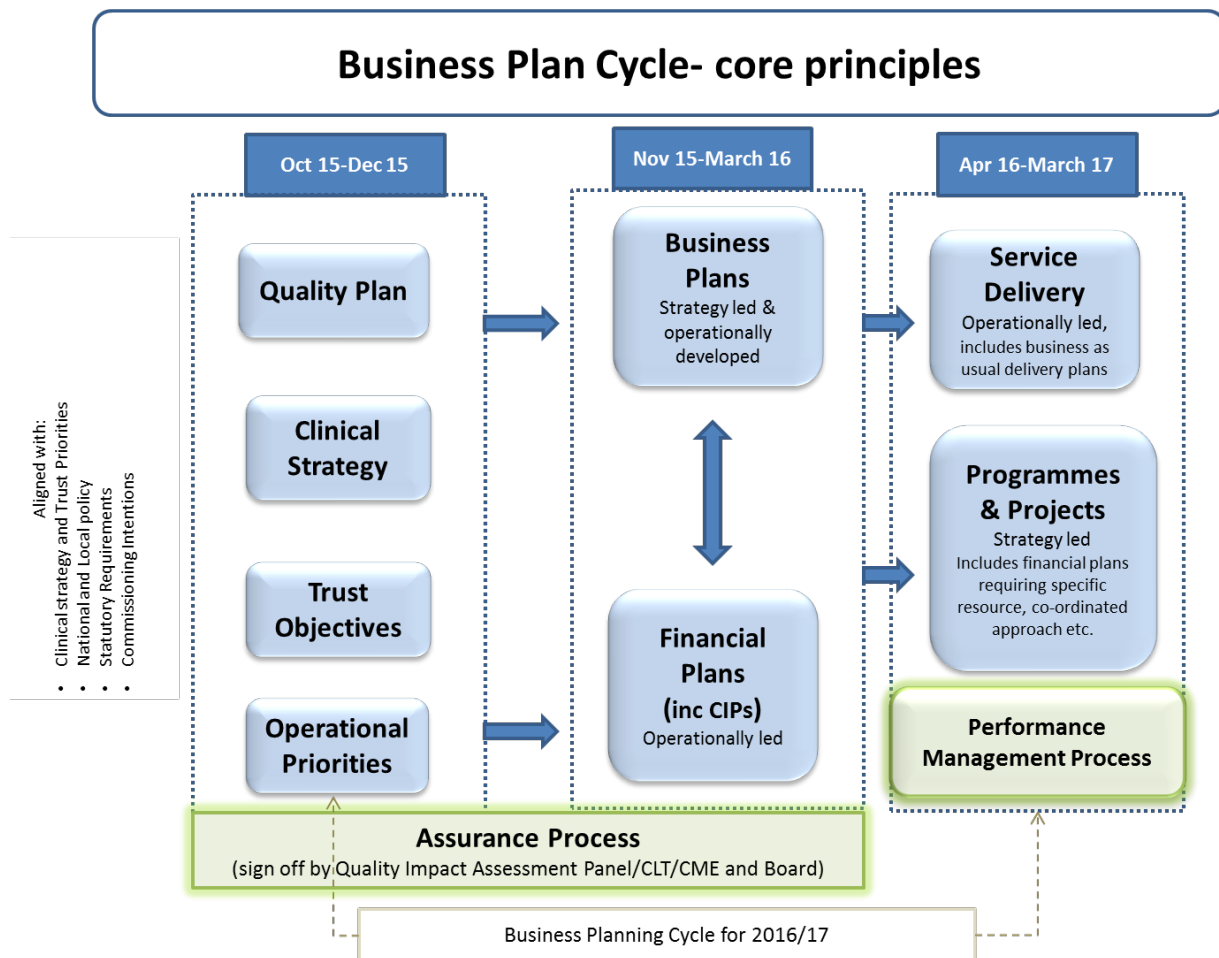 Business Plan Cycle- core principles
Oct 15-Dec 15
Nov 15-March 16
Apr 16-March 17
Aligned with:
• Clinical strategy and Trust Priorities
• National and Local policy
• Statutory Requirements
• Commissioning Intentions
Quality Plan
Clinical
Strategy
Trust
Objectives
Operational
Priorities
Business
Plans
Strategy led &
operationally
developed
Financial
Plans
(inc CIPs)
Operationally led
Service
Delivery
Operationally led,
includes business as
usual delivery plans
Programmes
& Projects
Strategy led
Includes financial plans
requiring specific
resource, co-ordinated
approach etc.
Performance
Management Process
Assurance Process
(sign off by Quality Impact Assessment Panel/CLT/CME and Board)
Business Planning Cycle for 2016/17